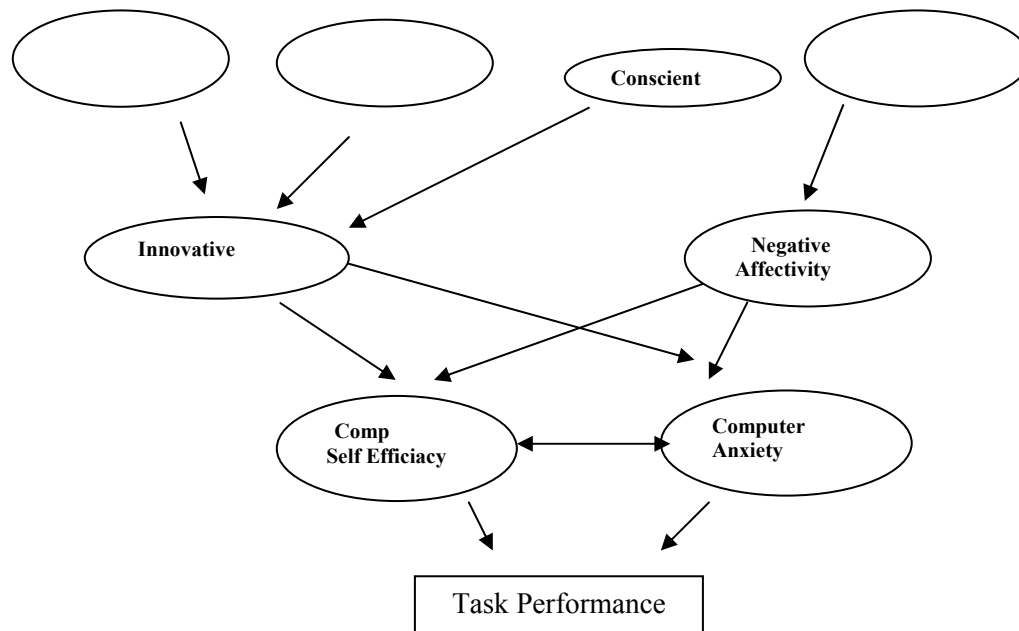 Conscient
Innovative
Negative
Affectivity
Comp
Self Efficiacy
Computer
Anxiety
Task Performance